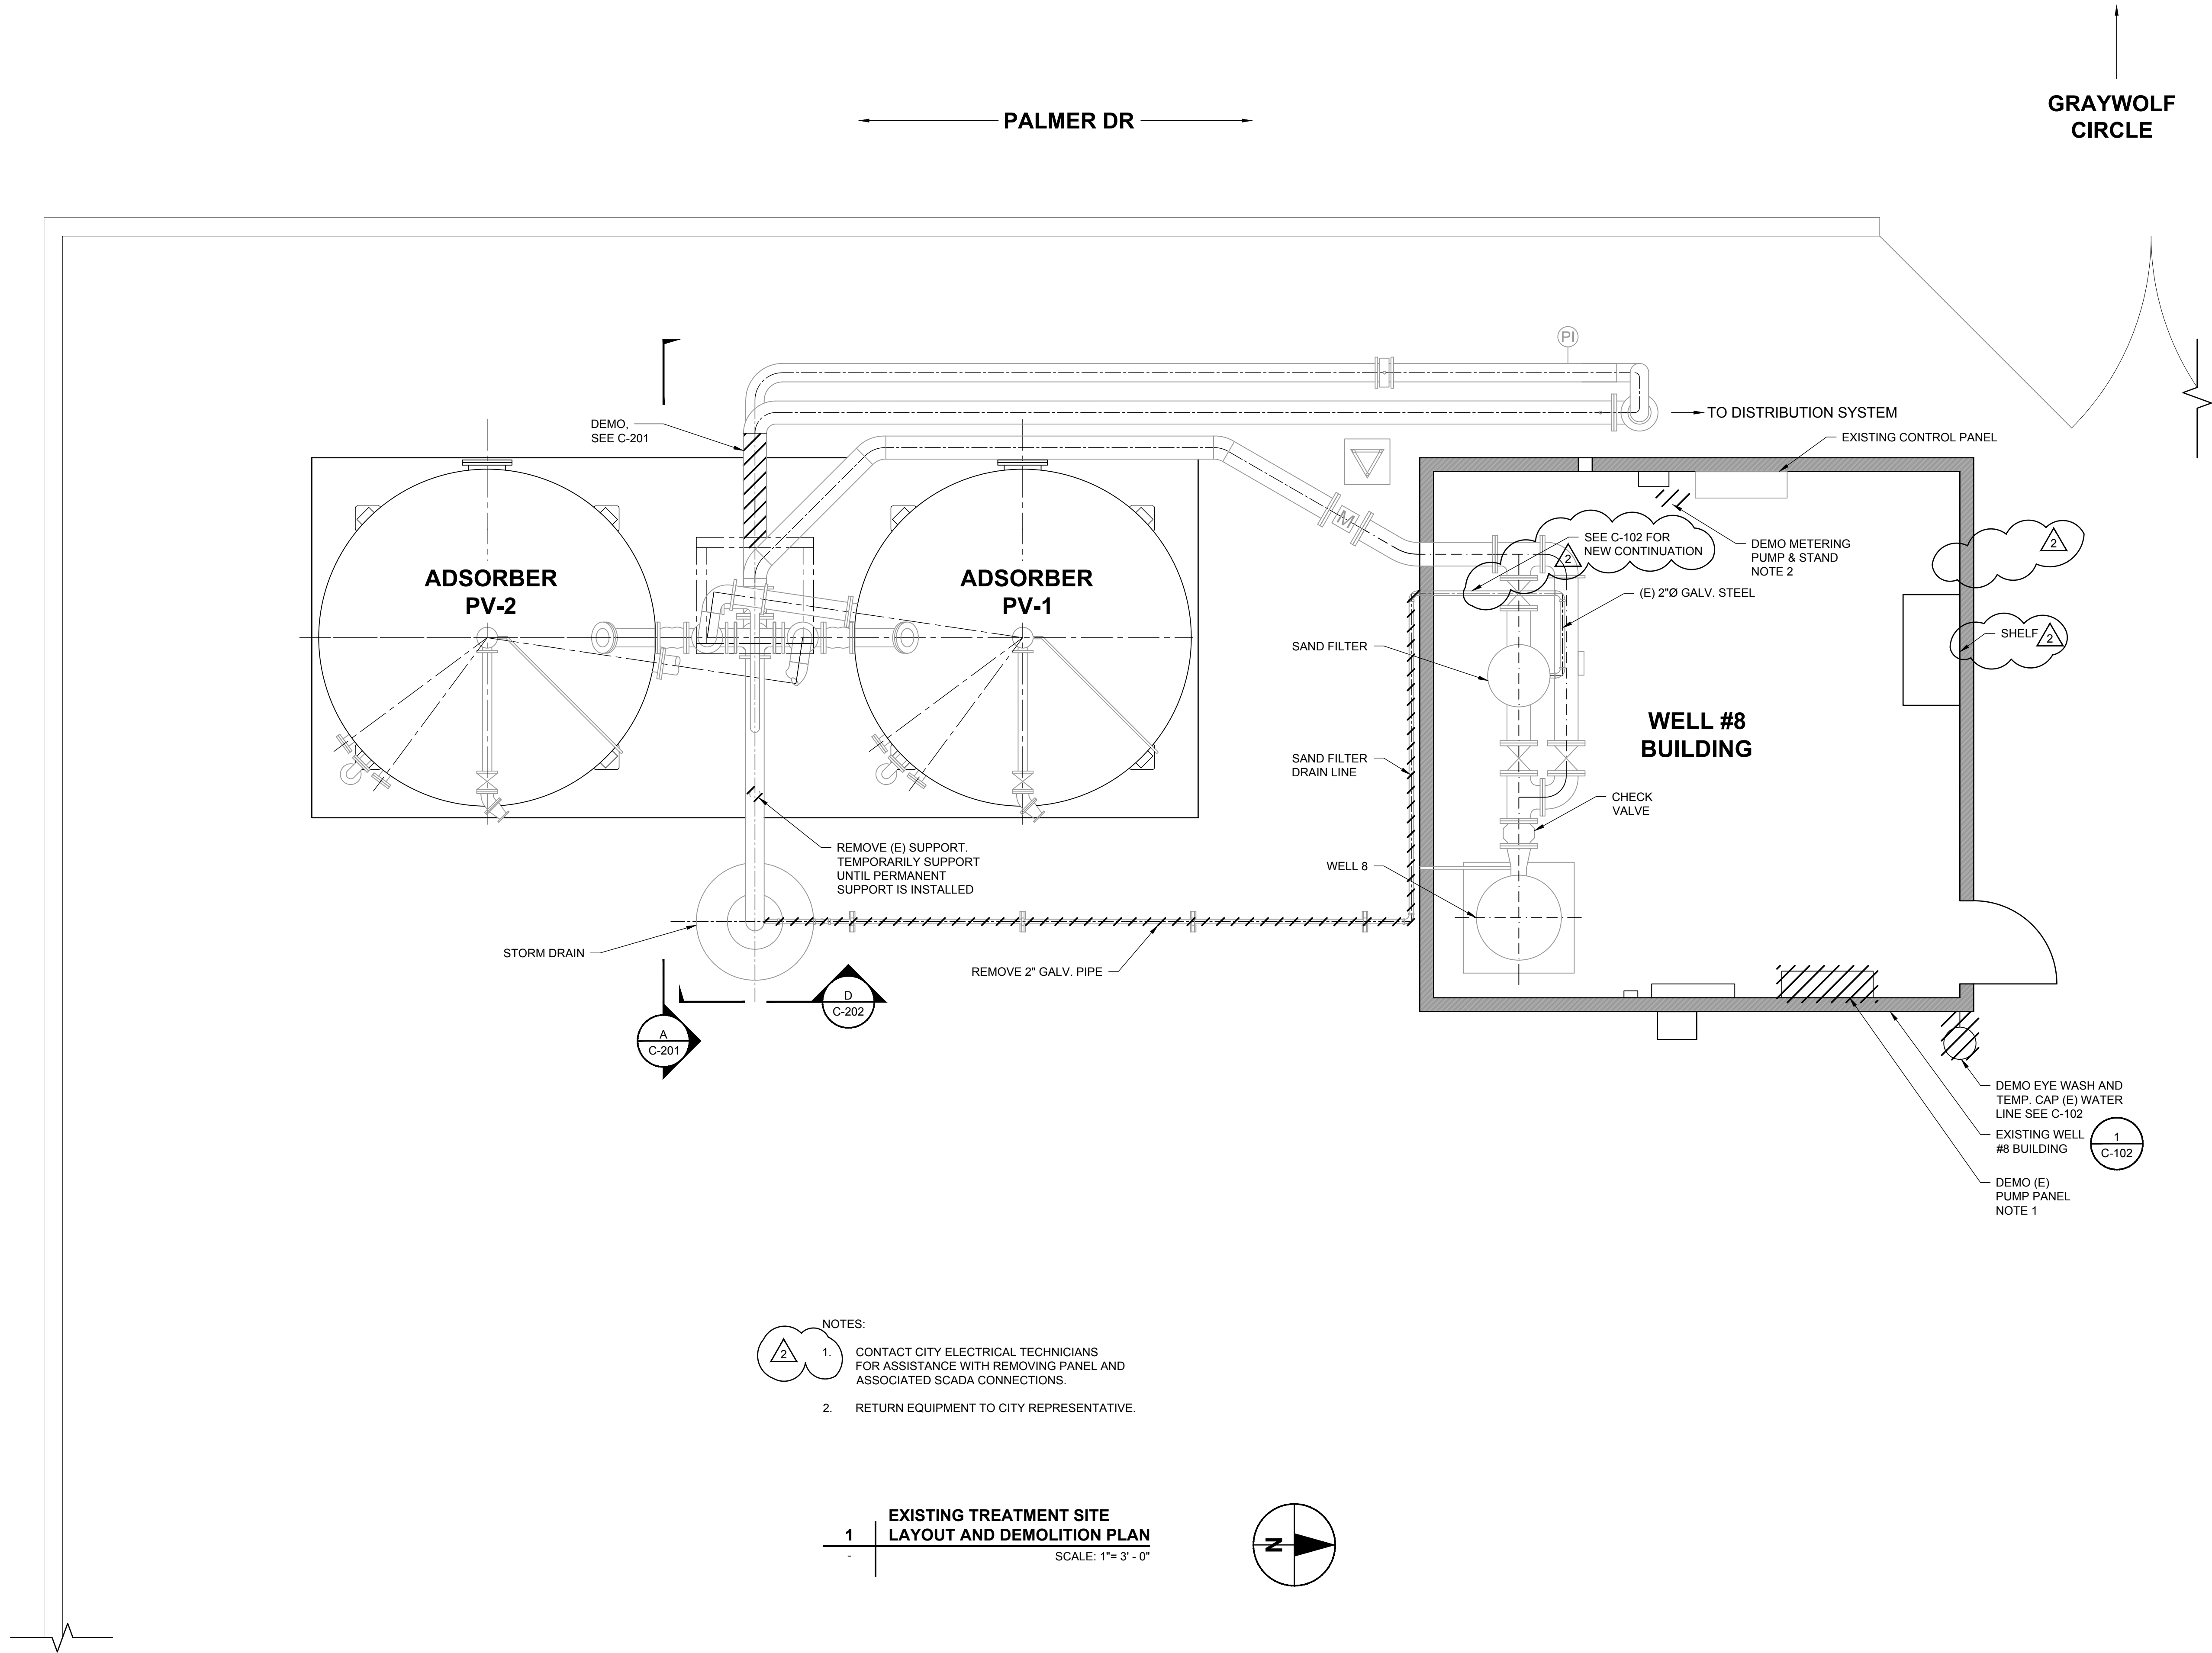 GRAYWOLF
CIRCLE
PALMER DR
PI
TO DISTRIBUTION SYSTEM
DEMO,
SEE C-201
EXISTING CONTROL PANEL
M
SEE C-102 FOR
NEW CONTINUATION
2
DEMO METERING
PUMP & STAND
NOTE 2
2
ADSORBER
PV-2
ADSORBER
PV-1
(E) 2"Ø GALV. STEEL
SHELF
2
SAND FILTER
WELL #8
BUILDING
SAND FILTER
DRAIN LINE
CHECK
VALVE
REMOVE (E) SUPPORT.
TEMPORARILY SUPPORT
UNTIL PERMANENT
SUPPORT IS INSTALLED
WELL 8
STORM DRAIN
REMOVE 2" GALV. PIPE
D
C-202
A
C-201
DEMO EYE WASH AND
TEMP. CAP (E) WATER
LINE SEE C-102
EXISTING WELL
#8 BUILDING
1
C-102
DEMO (E)
PUMP PANEL
NOTE 1
NOTES:
2
1. CONTACT CITY ELECTRICAL TECHNICIANS
FOR ASSISTANCE WITH REMOVING PANEL AND
ASSOCIATED SCADA CONNECTIONS.
2. RETURN EQUIPMENT TO CITY REPRESENTATIVE.
EXISTING TREATMENT SITE
1 LAYOUT AND DEMOLITION PLAN
- SCALE: 1"= 3' - 0"
N